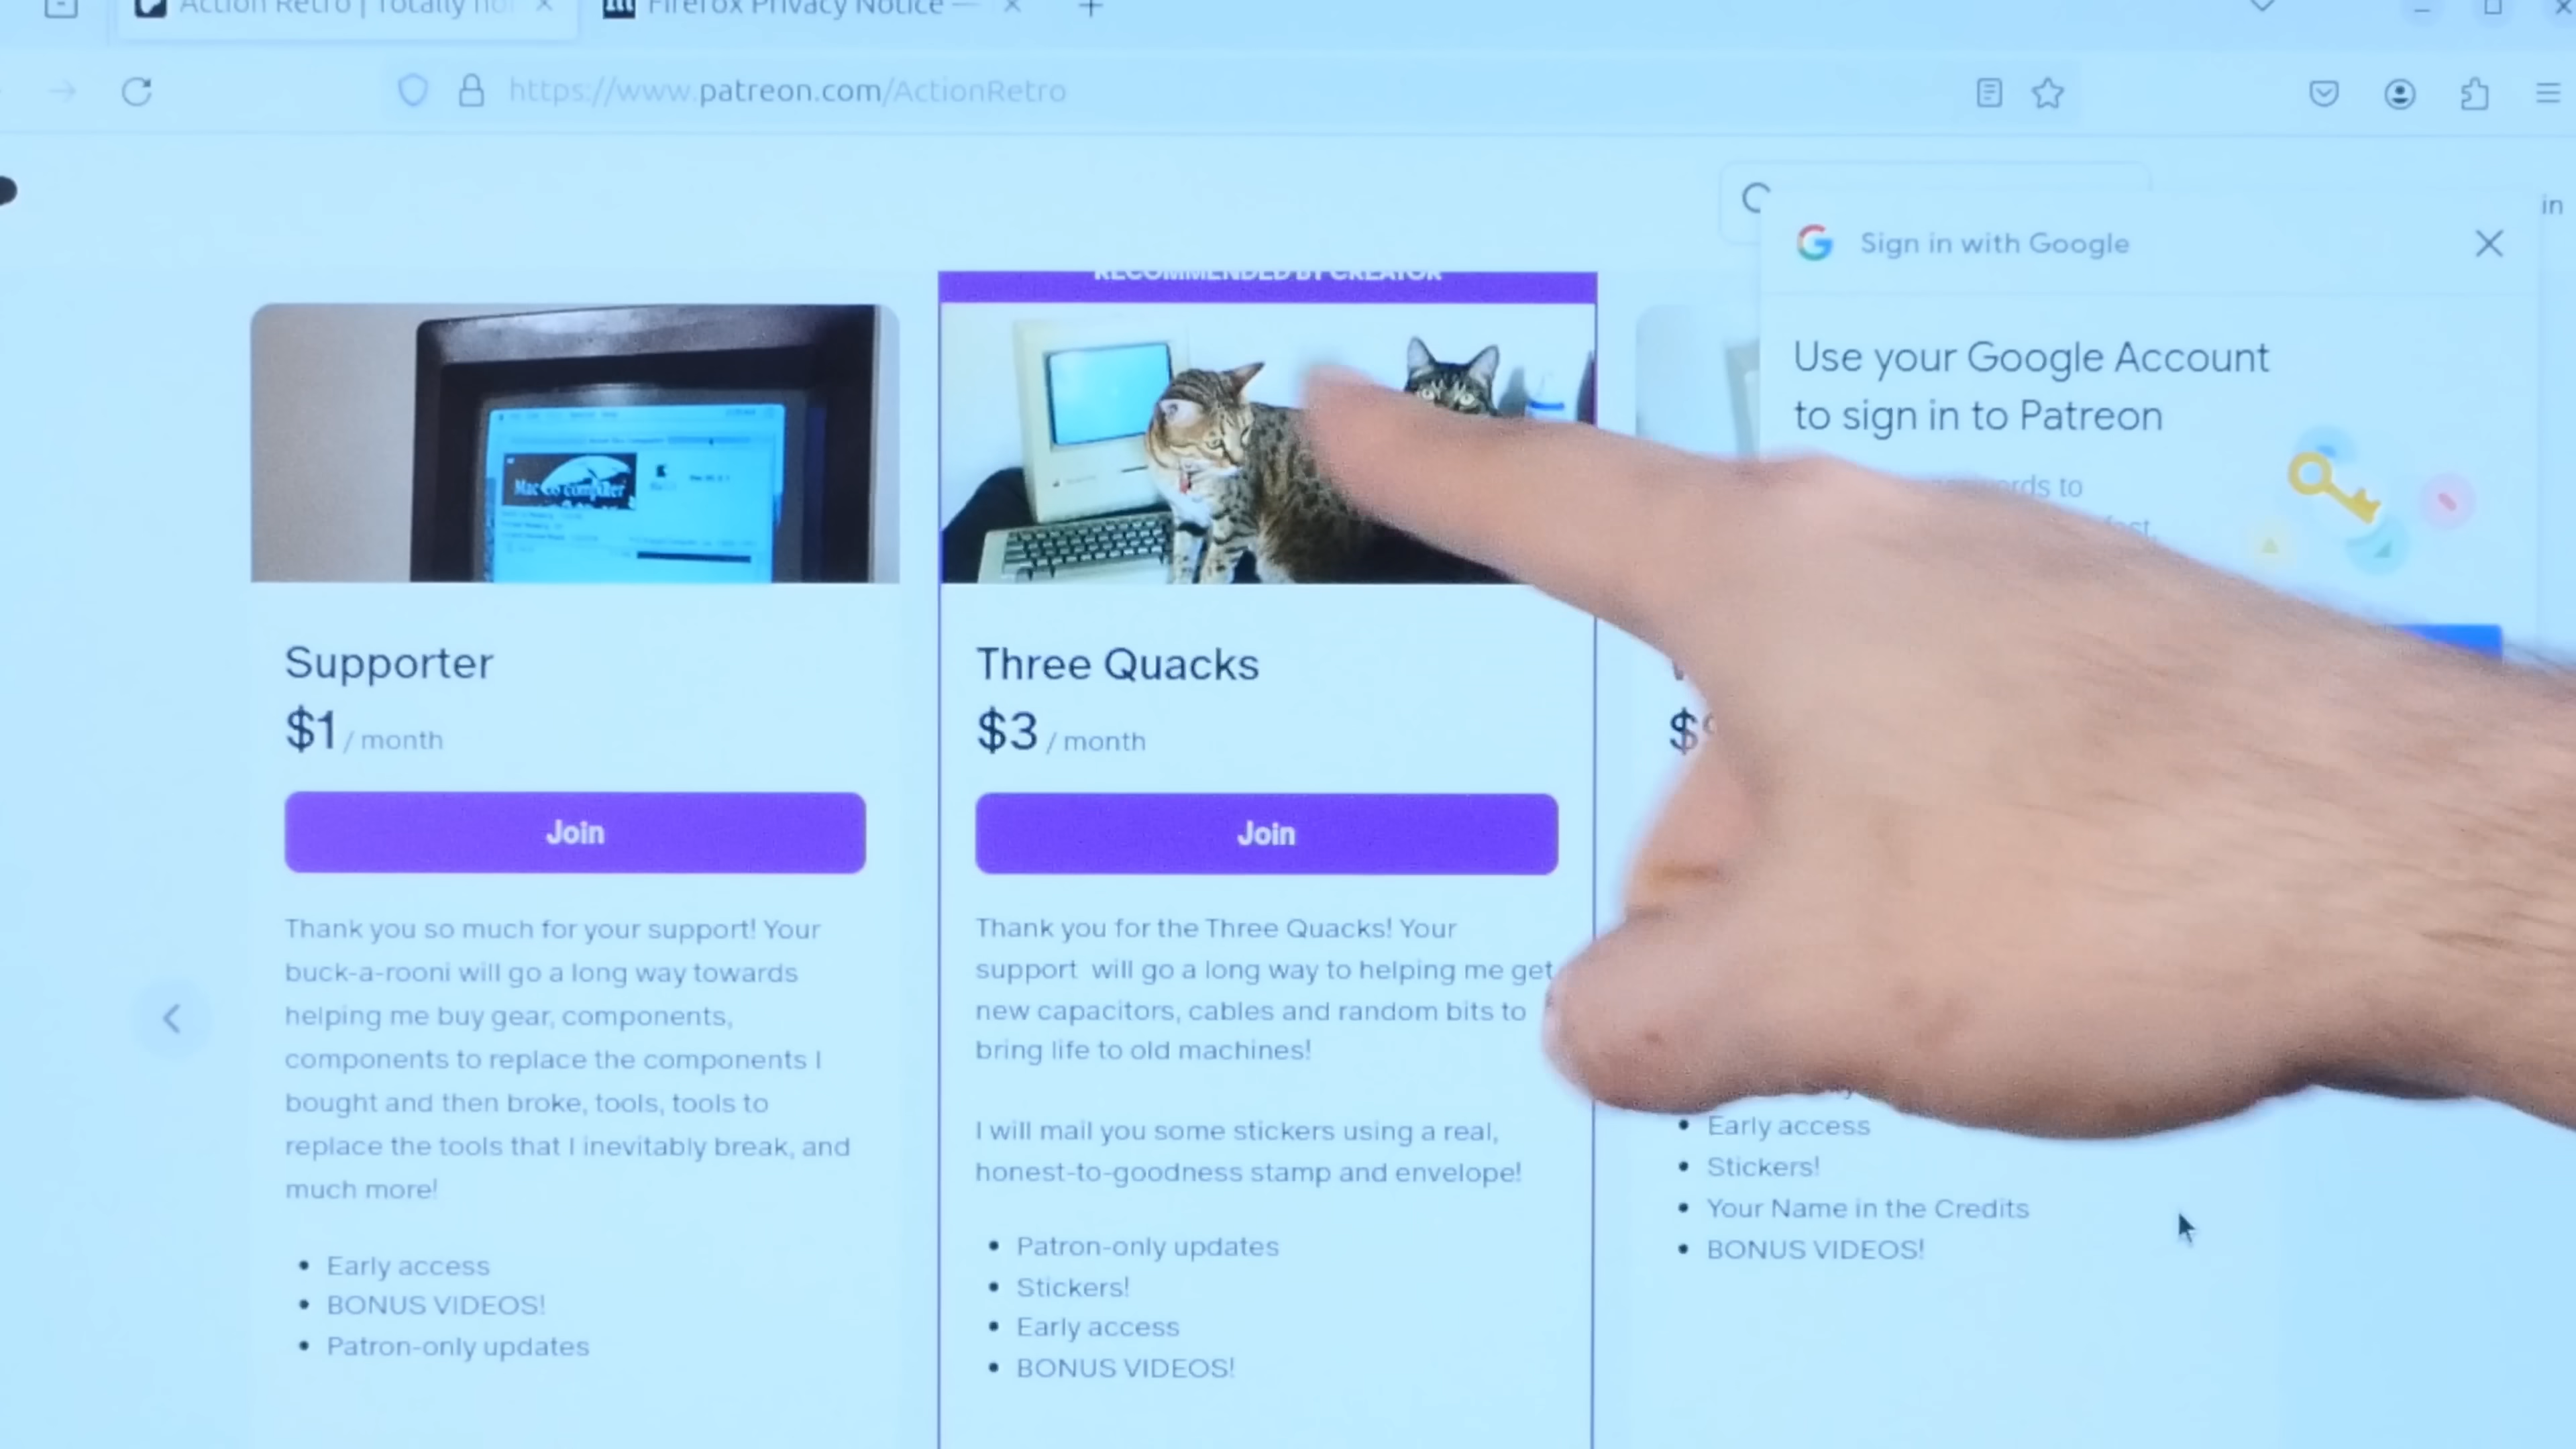 Action Retro | Totally no
Firefox Privacy Notice —
https://www.patreon.com/ActionRetro
in
Sign in with Google
Use your Google Account
to sign in to Patreon
to
RECOMMENDED BY CREATOR
Mac computer
Supporter
$1 / month
Join
Thank you so much for your support! Your
buck-a-rooni will go a long way towards
helping me buy gear, components,
components to replace the components I
bought and then broke, tools, tools to
replace the tools that I inevitably break, and
much more!
• Early access
• BONUS VIDEOS!
• Patron-only updates
Three Quacks
$3 / month
Join
Thank you for the Three Quacks! Your
support will go a long way to helping me get
new capacitors, cables and random bits to
bring life to old machines!
I will mail you some stickers using a real,
honest-to-goodness stamp and envelope!
• Patron-only updates
• Stickers!
• Early access
• BONUS VIDEOS!
$
• Early access
• Stickers!
• Your Name in the Credits
• BONUS VIDEOS!